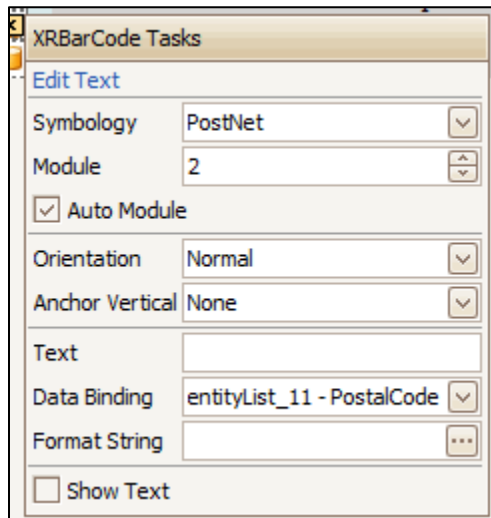 XRBarCode Tasks
Edit Text
Symbology PostNet
Module 2
Auto Module
Orientation Normal
Anchor Vertical None
Text
Data Binding entityList_11 - PostalCode
Format String
Show Text